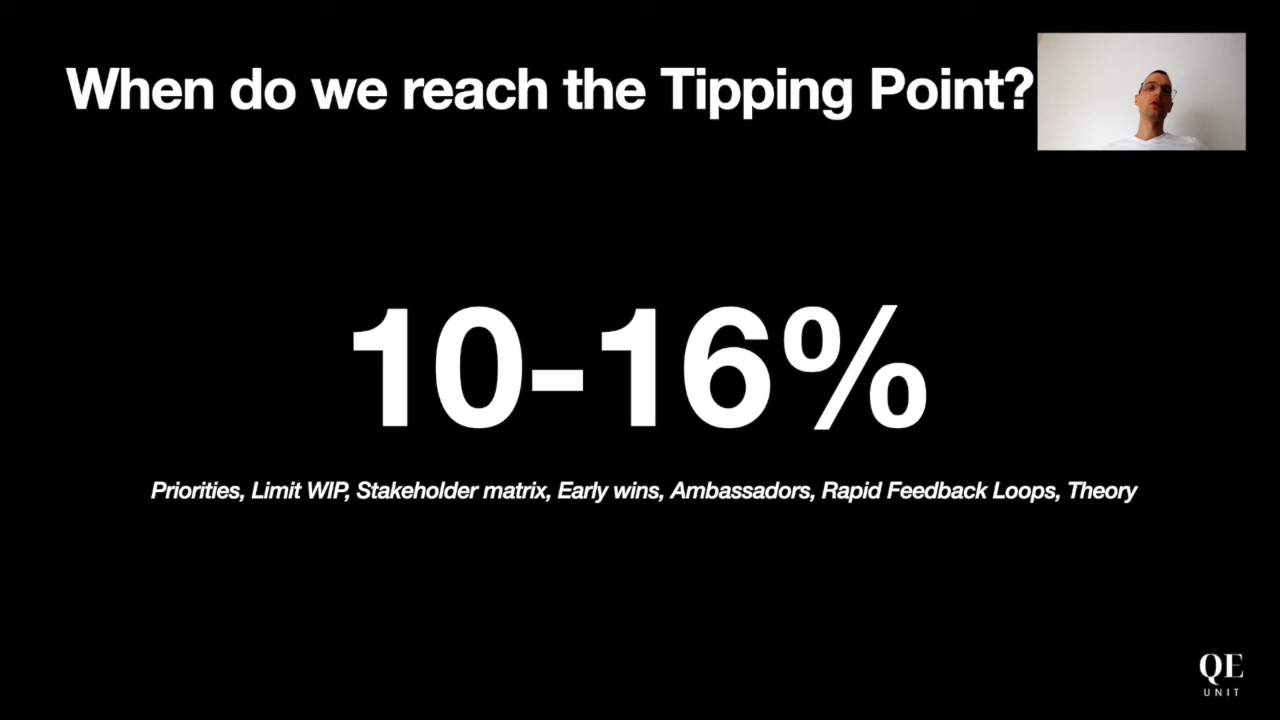 When do we reach the Tipping Point?
10-16%
Priorities, Limit WIP, Stakeholder matrix, Early wins, Ambassadors, Rapid Feedback Loops, Theory
QE
UNIT